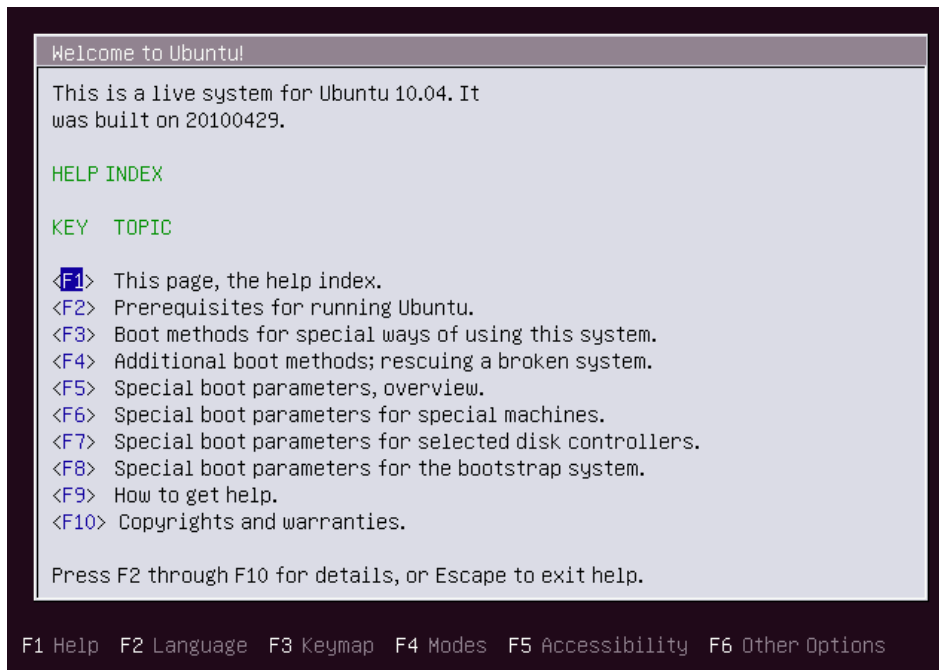 Welcome to Ubuntu!
This is a live system for Ubuntu 10.04. It
was built on 20100429.
HELP INDEX
KEY TOPIC
<F1> This page, the help index.
<F2> Prerequisites for running Ubuntu.
<F3> Boot methods for special ways of using this system.
<F4> Additional boot methods; rescuing a broken system.
<F5> Special boot parameters, overview.
<F6> Special boot parameters for special machines.
<F7> Special boot parameters for selected disk controllers.
<F8> Special boot parameters for the bootstrap system.
<F9> How to get help.
<F10> Copyrights and warranties.
Press F2 through F10 for details, or Escape to exit help.
F1 Help F2 Language F3 Keymap F4 Modes F5 Accessibility F6 Other Options